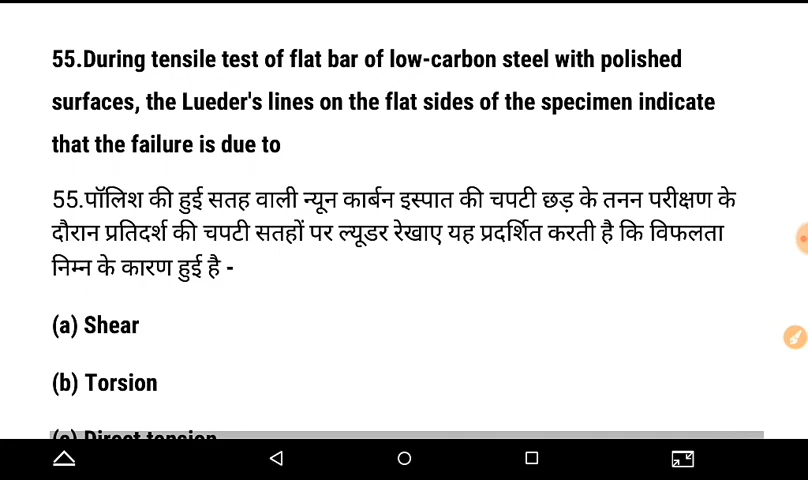 55.During tensile test of flat bar of low-carbon steel with polished
surfaces, the Lueder's lines on the flat sides of the specimen indicate
that the failure is due to
55.पॉलिश की हुई सतह वाली न्यून कार्बन इस्पात की चपटी छड़ के तनन परीक्षण के
दौरान प्रतिदर्श की चपटी सतहों पर ल्यूडर रेखाए यह प्रदर्शित करती है कि विफलता
निम्न के कारण हुई है -
(a) Shear
(b) Torsion
(c) Direct tension